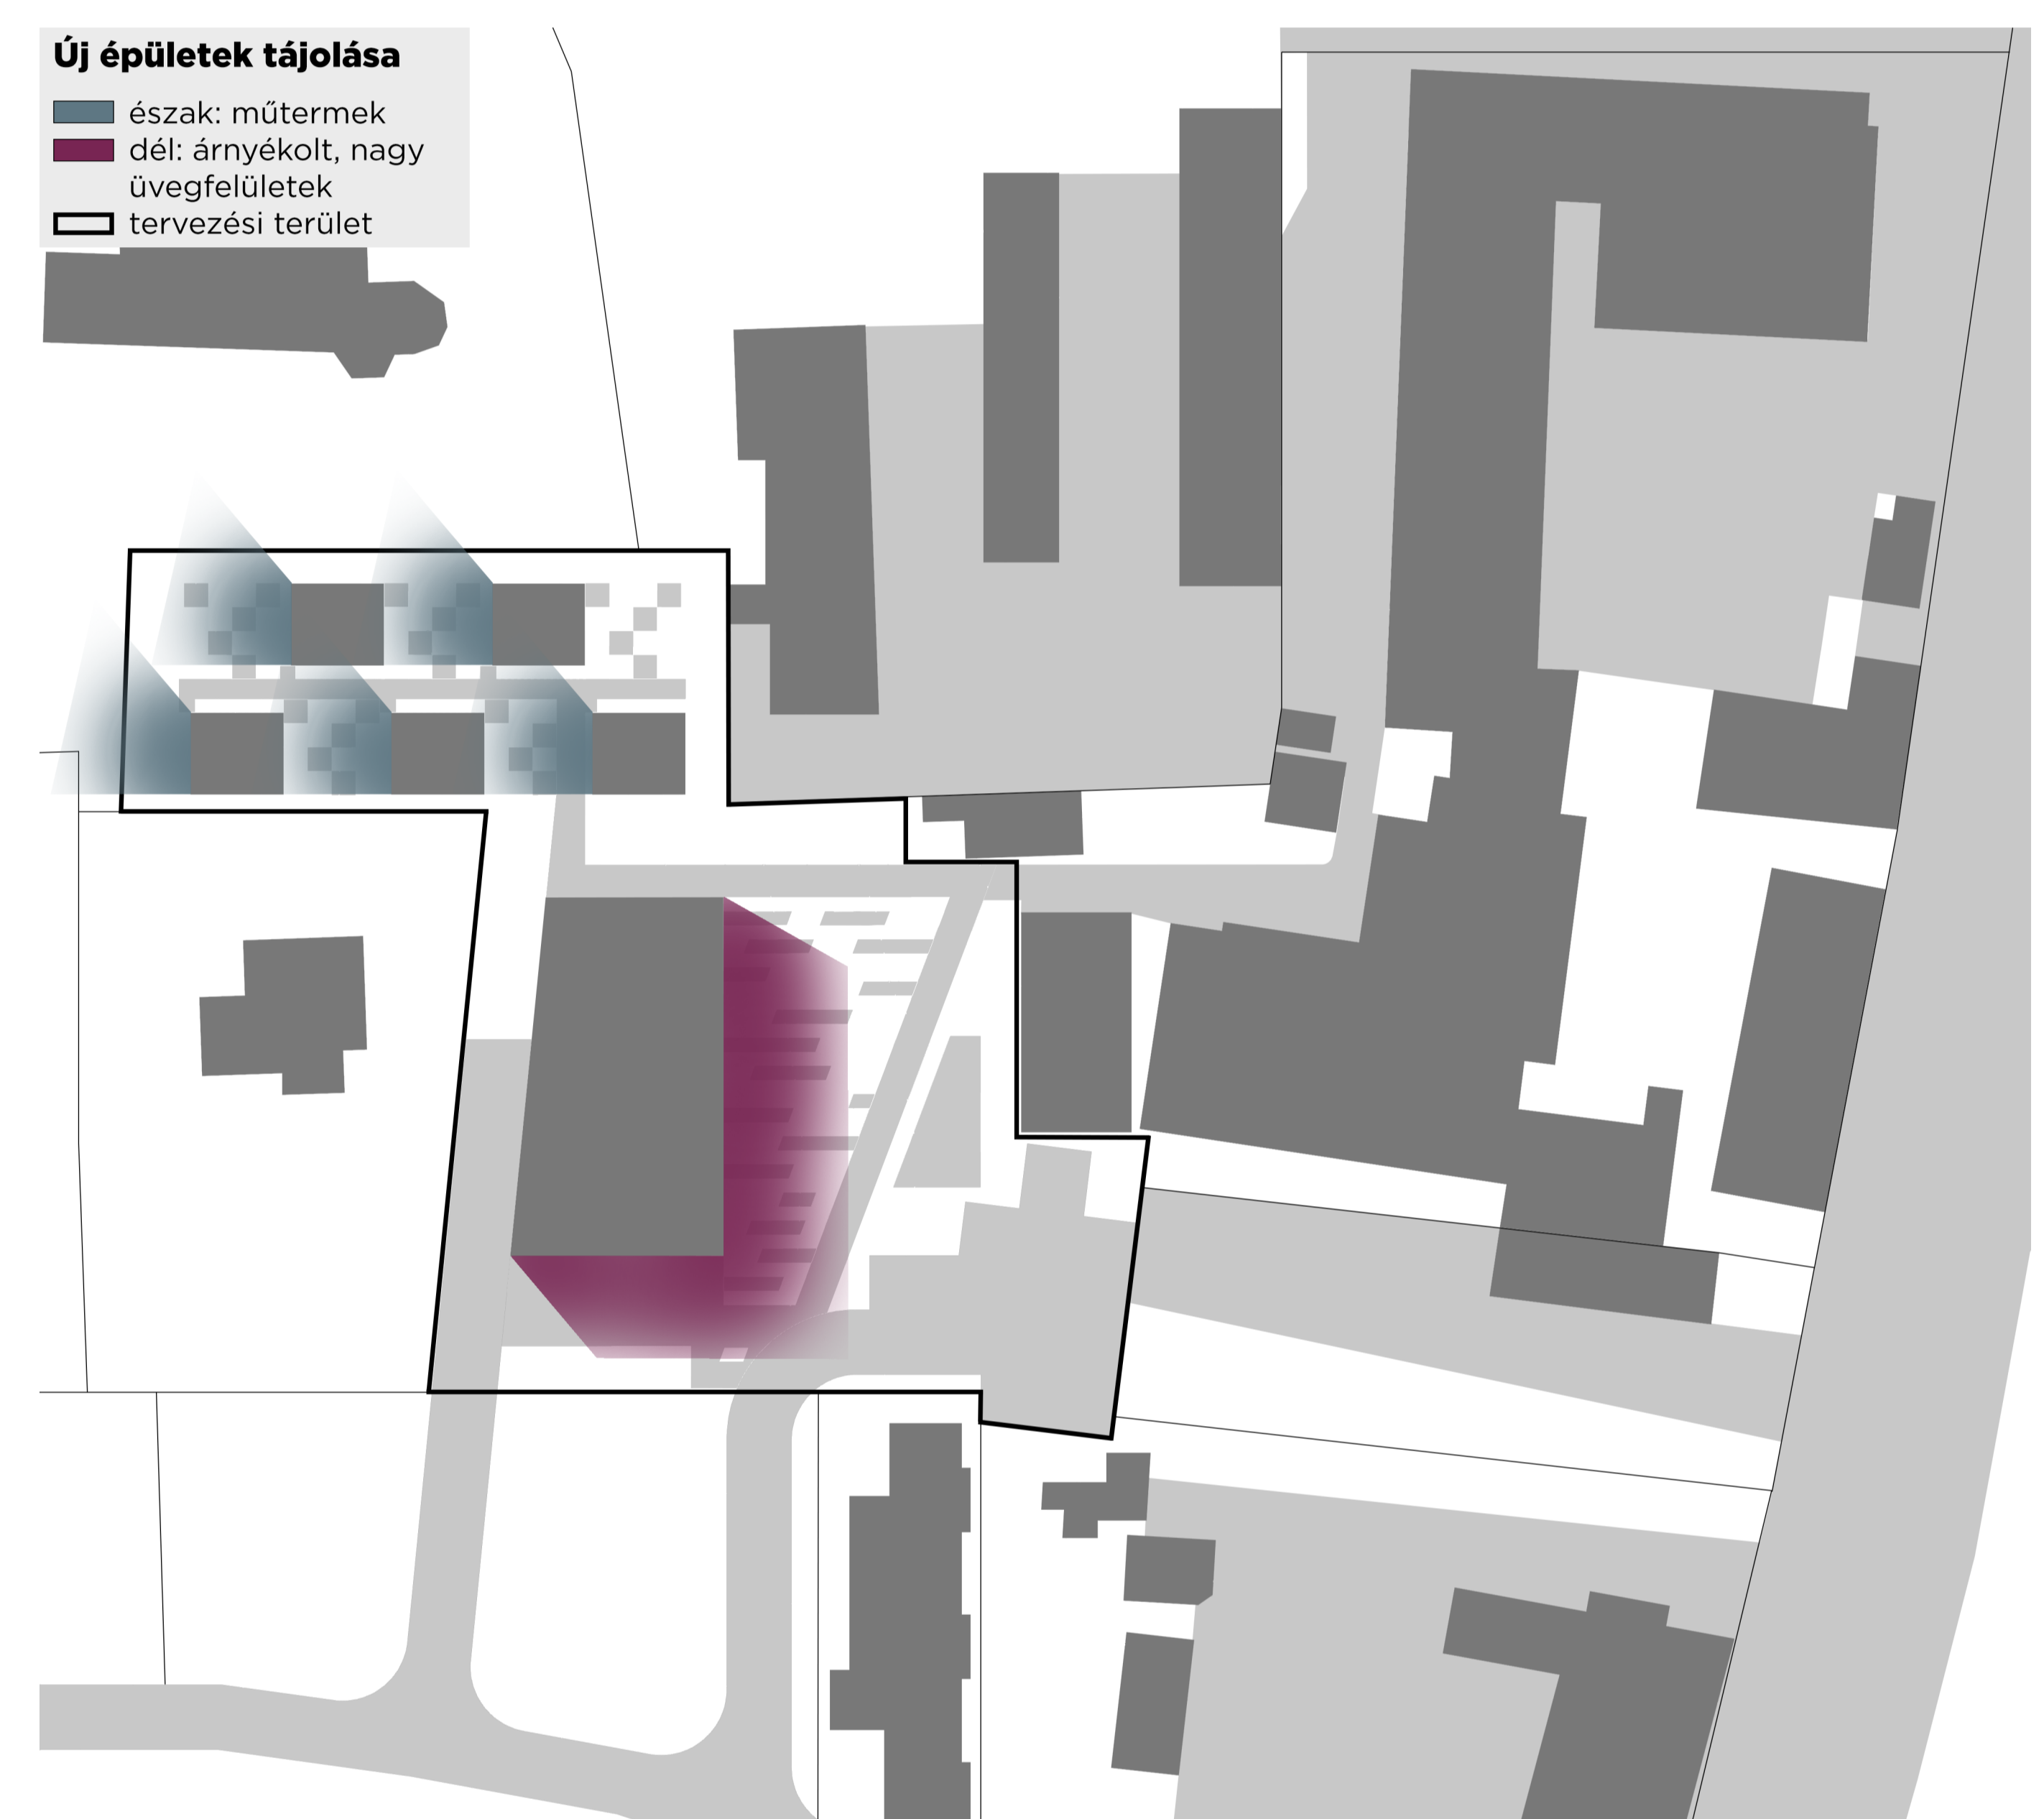 Új épületek tájolása
észak: műtermek
dél: árnyékolt, nagy
üvegfelületek
tervezési terület